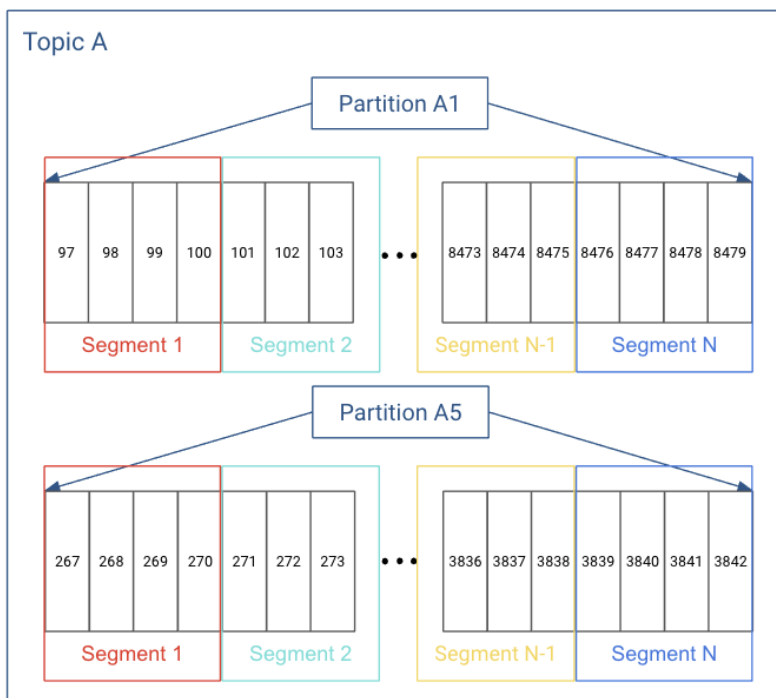 Topic A
Partition A1
97 98 99 100 101 102 103 ... 8473 8474 8475 8476 8477 8478 8479
Segment 1 Segment 2 Segment N-1 Segment N
Partition A5
267 268 269 270 271 272 273 ... 3836 3837 3838 3839 3840 3841 3842
Segment 1 Segment 2 Segment N-1 Segment N